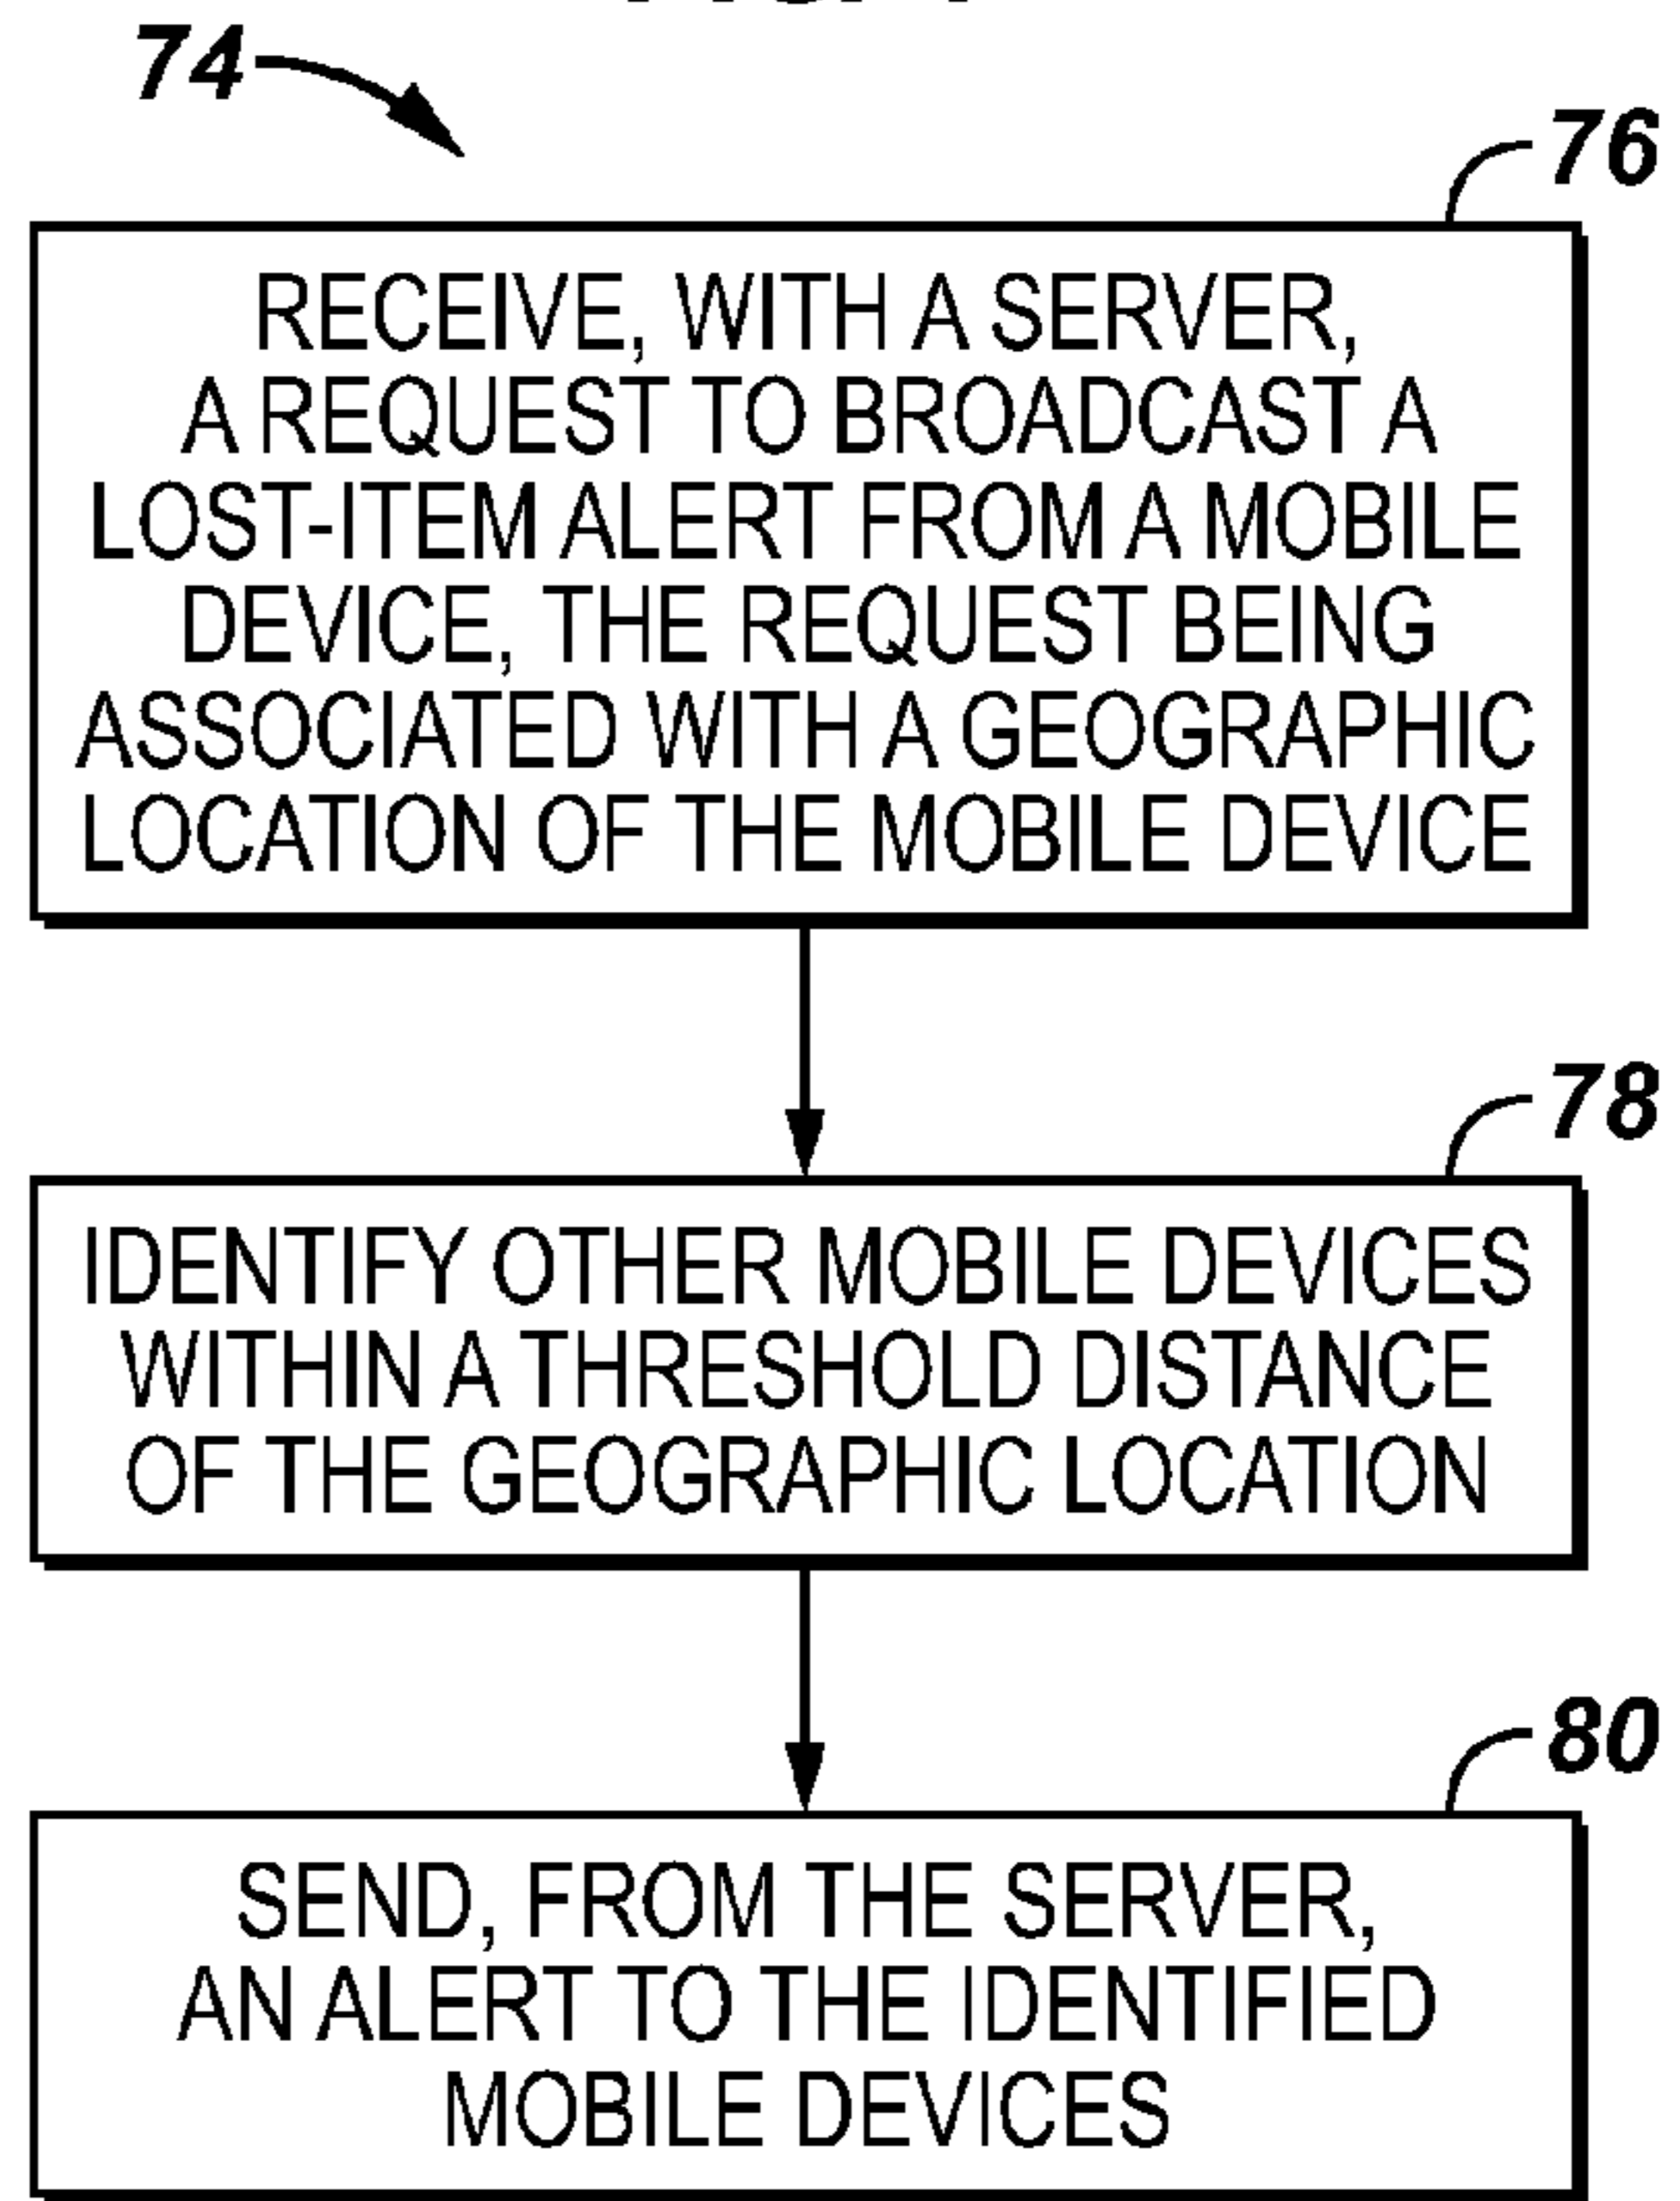 74
76
RECEIVE, WITH A SERVER,
A REQUEST TO BROADCAST A
LOST-ITEM ALERT FROM A MOBILE
DEVICE, THE REQUEST BEING
ASSOCIATED WITH A GEOGRAPHIC
LOCATION OF THE MOBILE DEVICE
78
IDENTIFY OTHER MOBILE DEVICES
WITHIN A THRESHOLD DISTANCE
OF THE GEOGRAPHIC LOCATION
80
SEND, FROM THE SERVER,
AN ALERT TO THE IDENTIFIED
MOBILE DEVICES